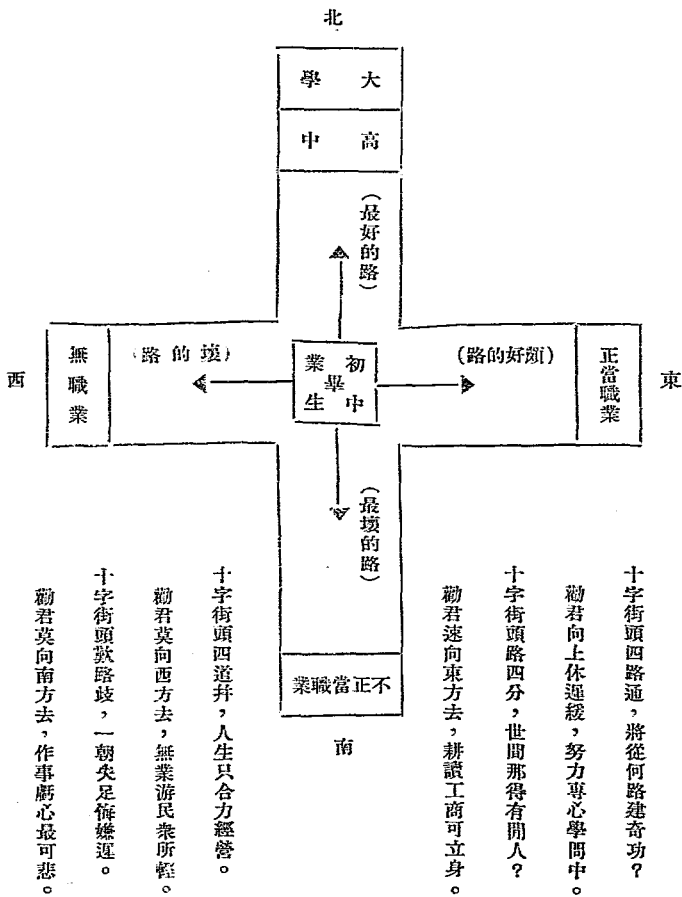 北
大學
高中
（最好的路）
東
正當職業
（頗好的路）
初中
畢
業生
（壞的路）
無職業
西
（最壞的路）
不正當職業
南
十字街頭四路通，將從何路建奇功？
勸君向上休遲緩，努力專心學問中。
十字街頭路四分，世間那得有閒人？
勸君速向東方去，耕讀工商可立身。
十字街頭四道幷，人生只合力經營。
勸君莫向西方去，無業游民衆所輕。
十字街頭歎路歧，一朝失足悔嫌遲。
勸君莫向南方去，作事虧心最可悲。